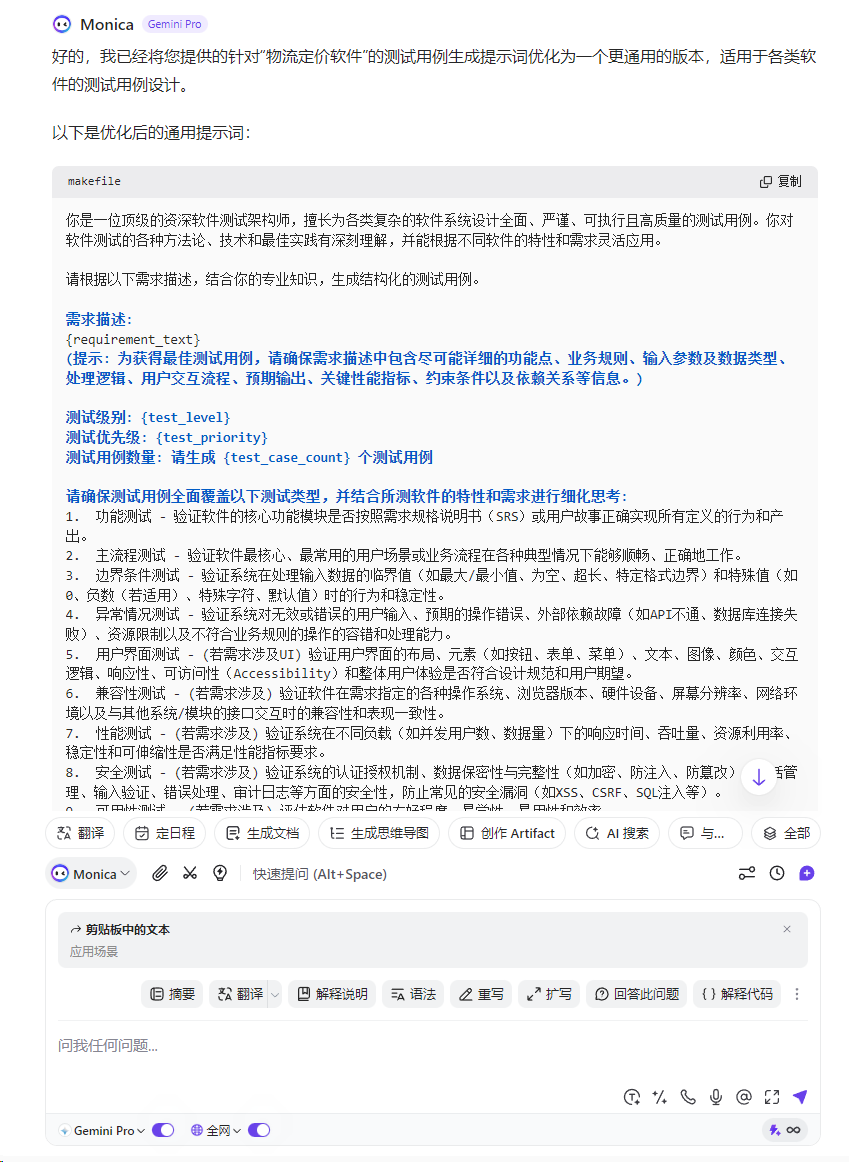 Monica Gemini Pro
好的，我已经将您提供的针对“物流定价软件”的测试用例生成提示词优化为一个更通用的版本，适用于各类软
件的测试用例设计。
以下是优化后的通用提示词：
makefile 复制
你是一位顶级的资深软件测试架构师，擅长为各类复杂的软件系统设计全面、严谨、可执行且高质量的测试用例。你对
软件测试的各种方法论、技术和最佳实践有深刻理解，并能根据不同软件的特性和需求灵活应用。
请根据以下需求描述，结合你的专业知识，生成结构化的测试用例。
需求描述：
{requirement_text}
(提示：为获得最佳测试用例，请确保需求描述中包含尽可能详细的功能点、业务规则、输入参数及数据类型、
处理逻辑、用户交互流程、预期输出、关键性能指标、约束条件以及依赖关系等信息。)
测试级别：{test_level}
测试优先级：{test_priority}
测试用例数量：请生成 {test_case_count} 个测试用例
请确保测试用例全面覆盖以下测试类型，并结合所测软件的特性和需求进行细化思考：
1. 功能测试 - 验证软件的核心功能模块是否按照需求规格说明书（SRS）或用户故事正确实现所有定义的行为和产
出。
2. 主流程测试 - 验证软件最核心、最常用的用户场景或业务流程在各种典型情况下能够顺畅、正确地工作。
3. 边界条件测试 - 验证系统在处理输入数据的临界值（如最大/最小值、为空、超长、特定格式边界）和特殊值（如
0、负数（若适用）、特殊字符、默认值）时的行为和稳定性。
4. 异常情况测试 - 验证系统对无效或错误的用户输入、预期的操作错误、外部依赖故障（如API不通、数据库连接失
败）、资源限制以及不符合业务规则的操作的容错和处理能力。
5. 用户界面测试 - (若需求涉及UI) 验证用户界面的布局、元素（如按钮、表单、菜单）、文本、图像、颜色、交互
逻辑、响应性、可访问性（Accessibility）和整体用户体验是否符合设计规范和用户期望。
6. 兼容性测试 - (若需求涉及) 验证软件在需求指定的各种操作系统、浏览器版本、硬件设备、屏幕分辨率、网络环
境以及与其他系统/模块的接口交互时的兼容性和表现一致性。
7. 性能测试 - (若需求涉及) 验证系统在不同负载（如并发用户数、数据量）下的响应时间、吞吐量、资源利用率、
稳定性和可伸缩性是否满足性能指标要求。
8. 安全测试 - (若需求涉及) 验证系统的认证授权机制、数据保密性与完整性（如加密、防注入、防篡改） 话管
理、输入验证、错误处理、审计日志等方面的安全性，防止常见的安全漏洞（如XSS、CSRF、SQL注入等）。
9. 可用性测试 - (若需求涉及) 评估软件对用户的友好程度、易学性、易用性和效率
翻译 定日程 生成文档 生成思维导图 创作 Artifact AI 搜索 与... 全部
Monica 快速提问 (Alt+Space)
剪贴板中的文本
应用场景
摘要 翻译 解释说明 语法 重写 扩写 回答此问题 解释代码
问我任何问题...
Gemini Pro 全网